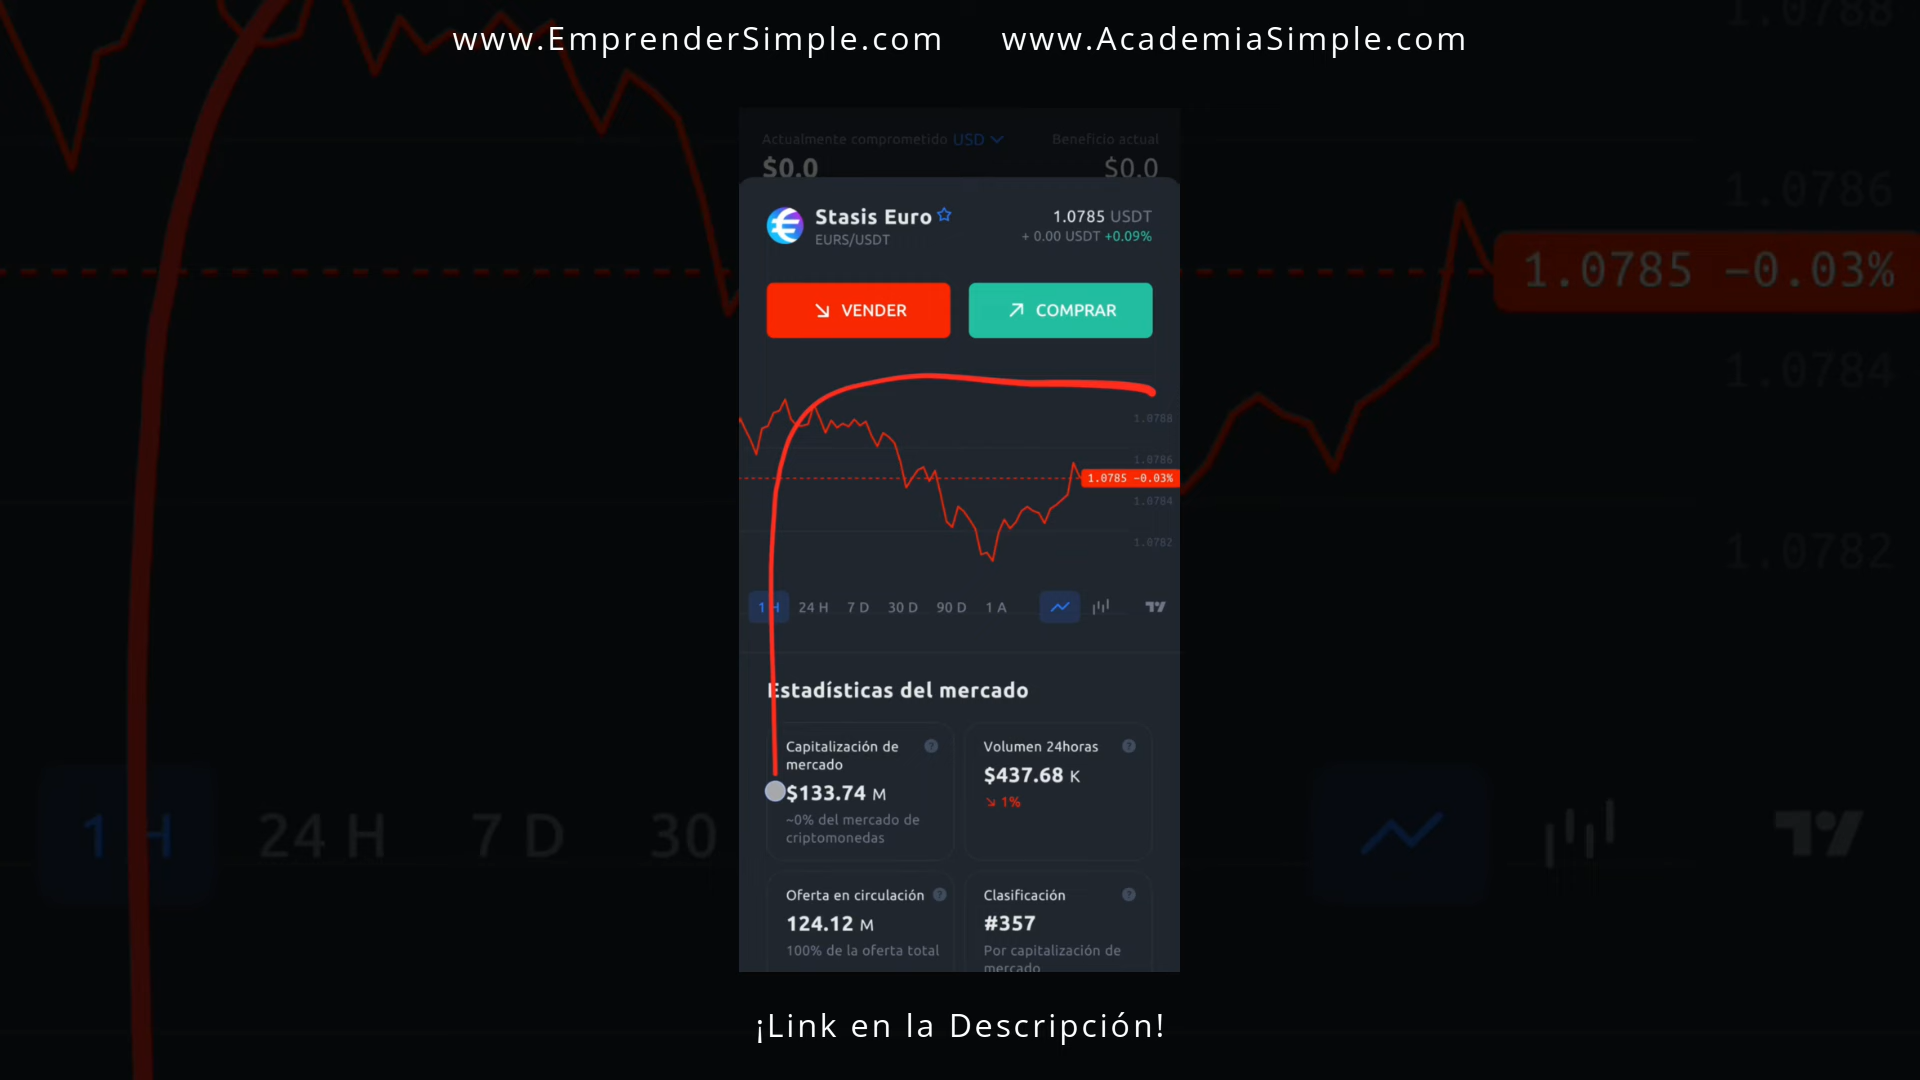 www.EmprenderSimple.com www.AcademiaSimple.com
Actualmente comprometido USD Beneficio actual
$0.0 $0.0
Stasis Euro 1.0785 USDT
EURS/USDT + 0.00 USDT +0.09%
VENDER COMPRAR
1.0788
1.0786
1.0785 −0.03%
1.0784
1.0782
1 H 24 H 7 D 30 D 90 D 1 A
Estadísticas del mercado
Capitalización de mercado
$133.74 M
~0% del mercado de
criptomonedas
Volumen 24horas
$437.68 K
1%
Oferta en circulación
124.12 M
100% de la oferta total
Clasificación
#357
Por capitalización de
mercado
1.0788
1.0786
1.0785 −0.03%
1.0784
1.0782
1 H 24 H 7 D 30
¡Link en la Descripción!